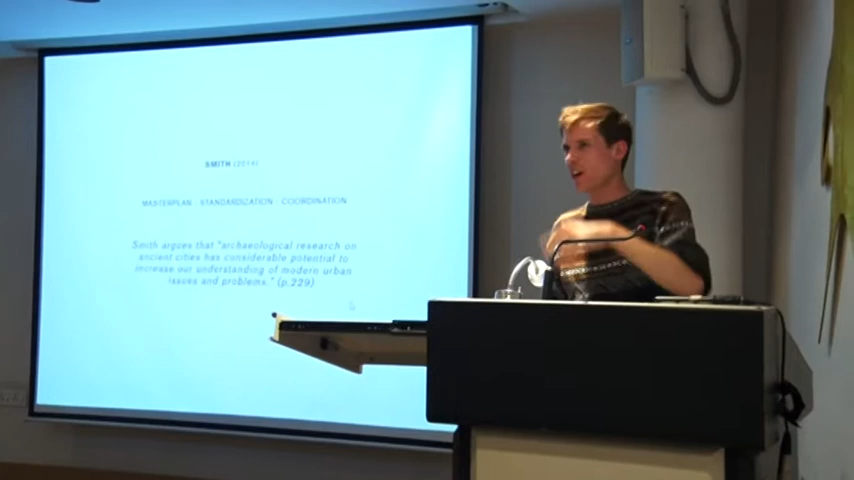 SMITH (2014)
MASTERPLAN STANDARDIZATION COORDINATION
Smith argues that "archaeological research on
ancient cities has considerable potential to
increase our understanding of modern urban
issues and problems." (p.229)